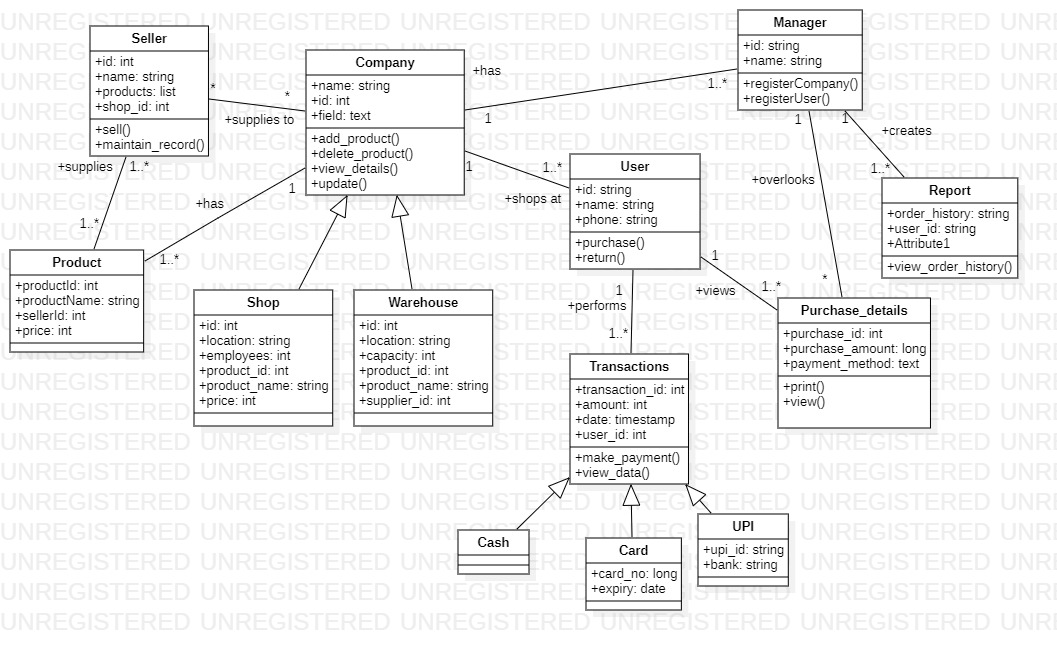 Seller
+id: int
+name: string
+products: list
+shop_id: int
+sell()
+maintain_record()
Company
+name: string
+id: int
+field: text
+add_product()
+delete_product()
+view_details()
+update()
Manager
+id: string
+name: string
+registerCompany()
+registerUser()
*
*
+supplies to
+has
1
1..*
+supplies
1..*
1..*
+has
1
1..*
1
1..*
+shops at
User
+id: string
+name: string
+phone: string
+purchase()
+return()
1
+overlooks
*
1
+creates
1..*
Report
+order_history: string
+user_id: string
+Attribute1
+view_order_history()
Product
+productId: int
+productName: string
+sellerId: int
+price: int
Shop
+id: int
+location: string
+employees: int
+product_id: int
+product_name: string
+price: int
Warehouse
+id: int
+location: string
+capacity: int
+product_id: int
+product_name: string
+supplier_id: int
1
+performs
1..*
1
+views
1..*
Purchase_details
+purchase_id: int
+purchase_amount: long
+payment_method: text
+print()
+view()
Transactions
+transaction_id: int
+amount: int
+date: timestamp
+user_id: int
+make_payment()
+view_data()
Cash
Card
+card_no: long
+expiry: date
UPI
+upi_id: string
+bank: string
UNREGISTERED UNREGISTERED UNREGISTERED UNREGISTERED UNREGISTERED UNRE